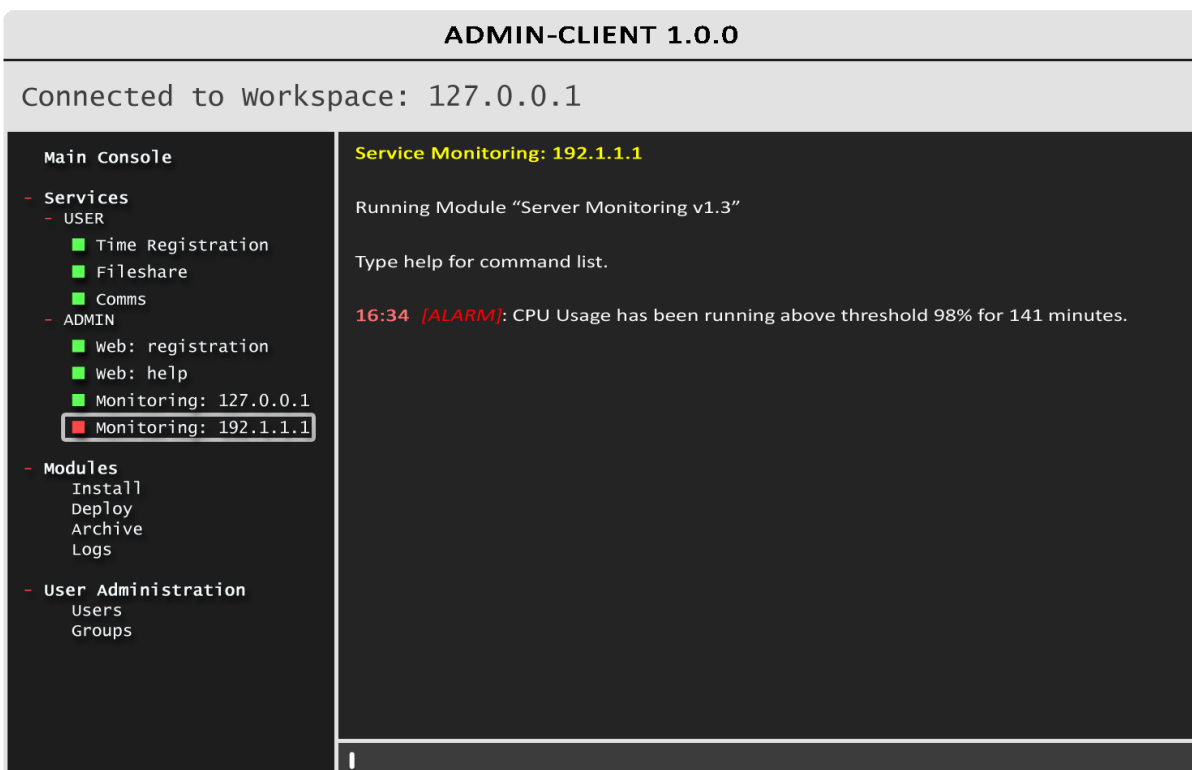 ADMIN-CLIENT 1.0.0
Connected to Workspace: 127.0.0.1
Main Console
- Services
- USER
Time Registration
Fileshare
Comms
- ADMIN
Web: registration
Web: help
Monitoring: 127.0.0.1
Monitoring: 192.1.1.1
- Modules
Install
Deploy
Archive
Logs
- User Administration
Users
Groups
Service Monitoring: 192.1.1.1
Running Module “Server Monitoring v1.3”
Type help for command list.
16:34 [ALARM]: CPU Usage has been running above threshold 98% for 141 minutes.